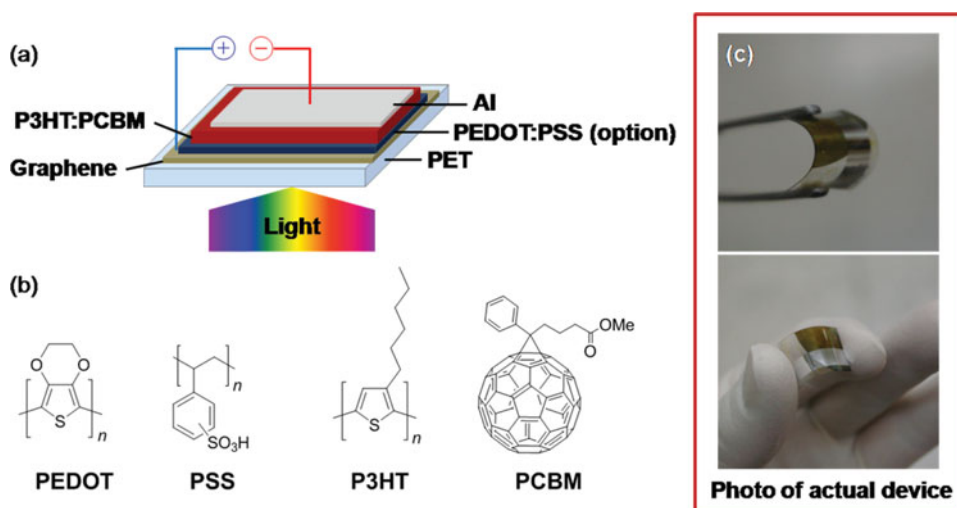 (a)
+ −
Al
P3HT:PCBM
PEDOT:PSS (option)
Graphene
PET
Light
(b)
O O
S
n
PEDOT
n
SO₃H
PSS
S
n
P3HT
OMe
O
PCBM
(c)
Photo of actual device